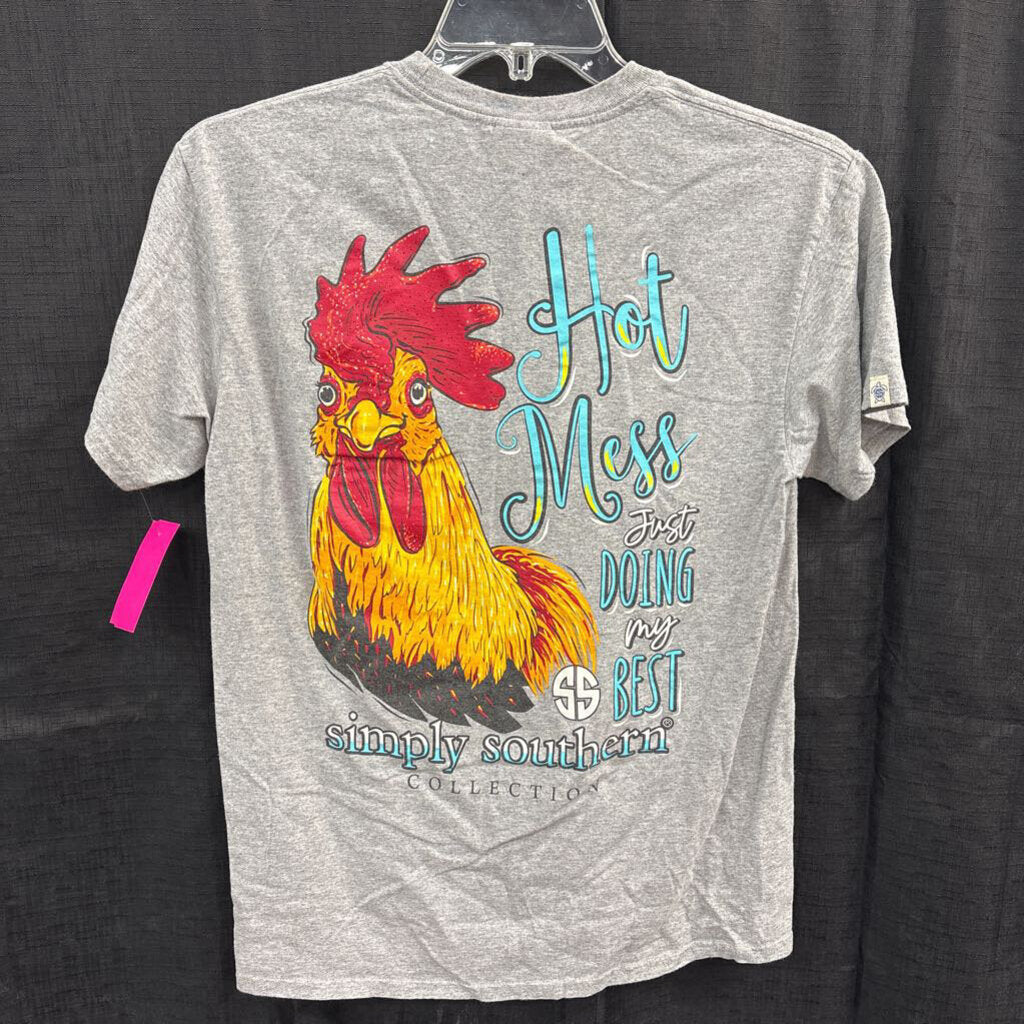 Hot
Mess
Just
DOING
my
BEST
SS
simply southern®
COLLECTION